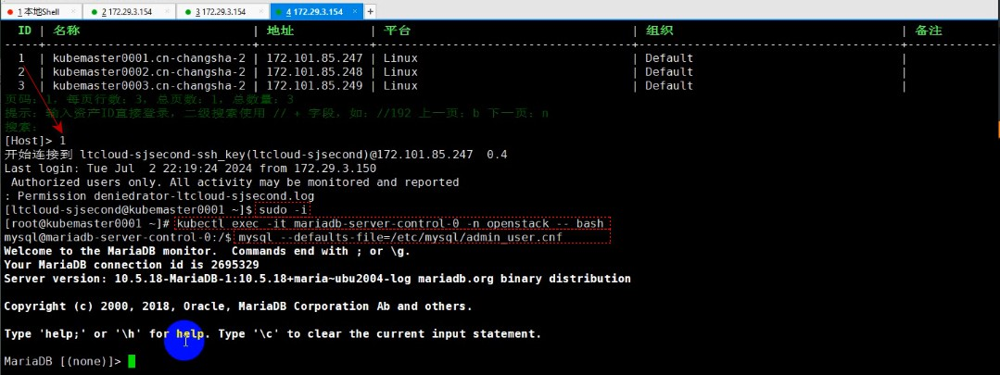 1 本地Shell × 2 172.29.3.154 × 3 172.29.3.154 × 4 172.29.3.154 × +
ID | 名称 | 地址 | 平台 | 组织 | 备注
1 | kubemaster0001.cn-changsha-2 | 172.101.85.247 | Linux | Default |
2 | kubemaster0002.cn-changsha-2 | 172.101.85.248 | Linux | Default |
3 | kubemaster0003.cn-changsha-2 | 172.101.85.249 | Linux | Default |
页码：1，每页行数：3，总页数：1，总数量：3
提示：输入资产ID直接登录，二级搜索使用 // + 字段，如：//192 上一页：b 下一页：n
搜索：
[Host]> 1
开始连接到 ltcloud-sjsecond-ssh_key(ltcloud-sjsecond)@172.101.85.247 0.4
Last login: Tue Jul  2 22:19:24 2024 from 172.29.3.150
Authorized users only. All activity may be monitored and reported
: Permission deniedrator-ltcloud-sjsecond.log
[ltcloud-sjsecond@kubemaster0001 ~]$ sudo -i
[root@kubemaster0001 ~]# kubectl exec -it mariadb-server-control-0 -n openstack -- bash
mysql@mariadb-server-control-0:/$ mysql --defaults-file=/etc/mysql/admin_user.cnf
Welcome to the MariaDB monitor.  Commands end with ; or \g.
Your MariaDB connection id is 2695329
Server version: 10.5.18-MariaDB-1:10.5.18+maria~ubu2004-log mariadb.org binary distribution
Copyright (c) 2000, 2018, Oracle, MariaDB Corporation Ab and others.
Type 'help;' or '\h' for help. Type '\c' to clear the current input statement.
MariaDB [(none)]>